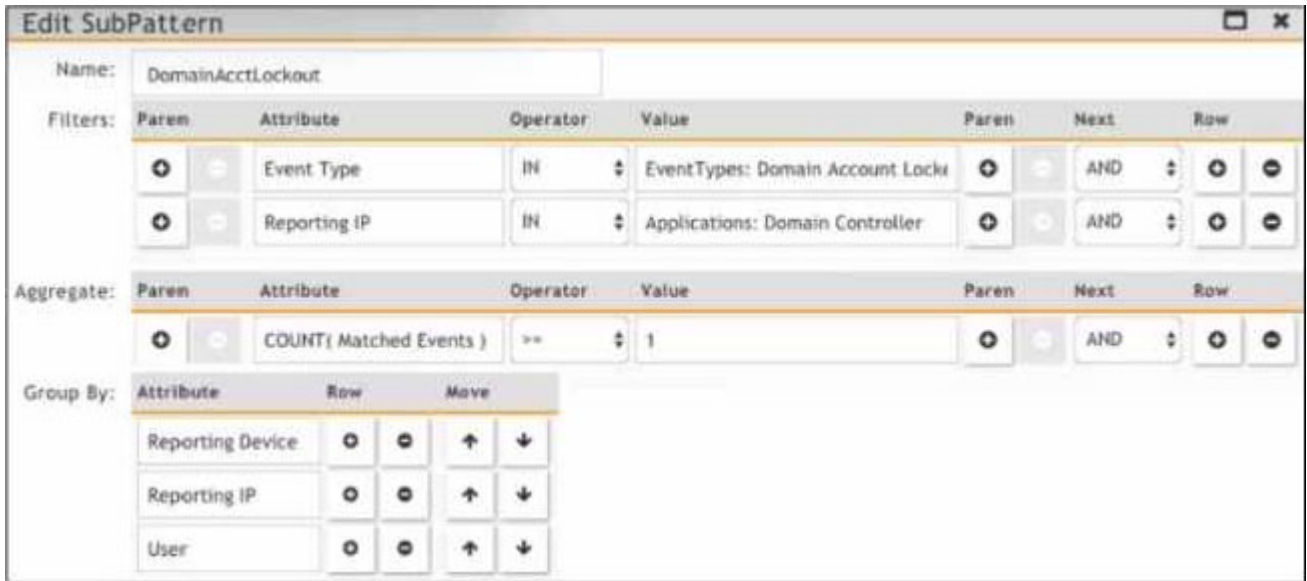 Edit SubPattern
Name: DomainAcctLockout
Filters: Paren Attribute Operator Value Paren Next Row
Event Type IN EventTypes: Domain Account Locke AND
Reporting IP IN Applications: Domain Controller AND
Aggregate: Paren Attribute Operator Value Paren Next Row
COUNT( Matched Events ) >= 1 AND
Group By: Attribute Row Move
Reporting Device
Reporting IP
User